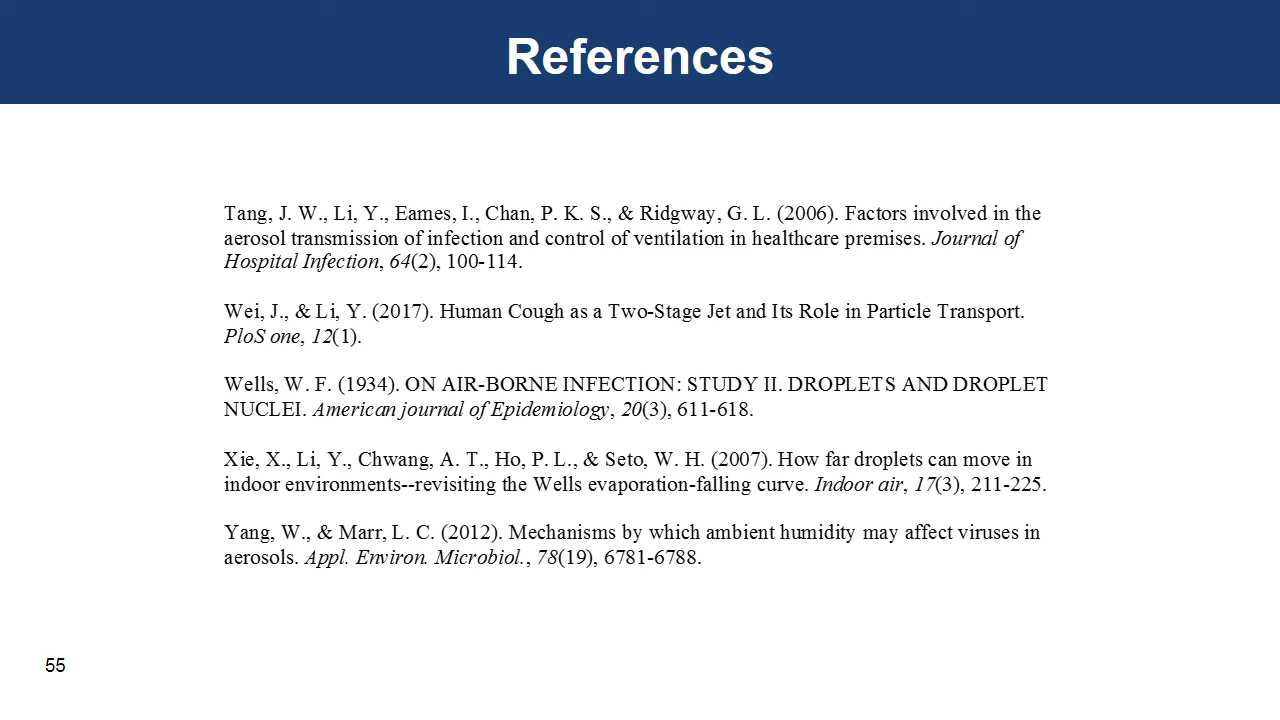 References
Tang, J. W., Li, Y., Eames, I., Chan, P. K. S., & Ridgway, G. L. (2006). Factors involved in the
aerosol transmission of infection and control of ventilation in healthcare premises. Journal of
Hospital Infection, 64(2), 100-114.
Wei, J., & Li, Y. (2017). Human Cough as a Two-Stage Jet and Its Role in Particle Transport.
PloS one, 12(1).
Wells, W. F. (1934). ON AIR-BORNE INFECTION: STUDY II. DROPLETS AND DROPLET
NUCLEI. American journal of Epidemiology, 20(3), 611-618.
Xie, X., Li, Y., Chwang, A. T., Ho, P. L., & Seto, W. H. (2007). How far droplets can move in
indoor environments--revisiting the Wells evaporation-falling curve. Indoor air, 17(3), 211-225.
Yang, W., & Marr, L. C. (2012). Mechanisms by which ambient humidity may affect viruses in
aerosols. Appl. Environ. Microbiol., 78(19), 6781-6788.
55